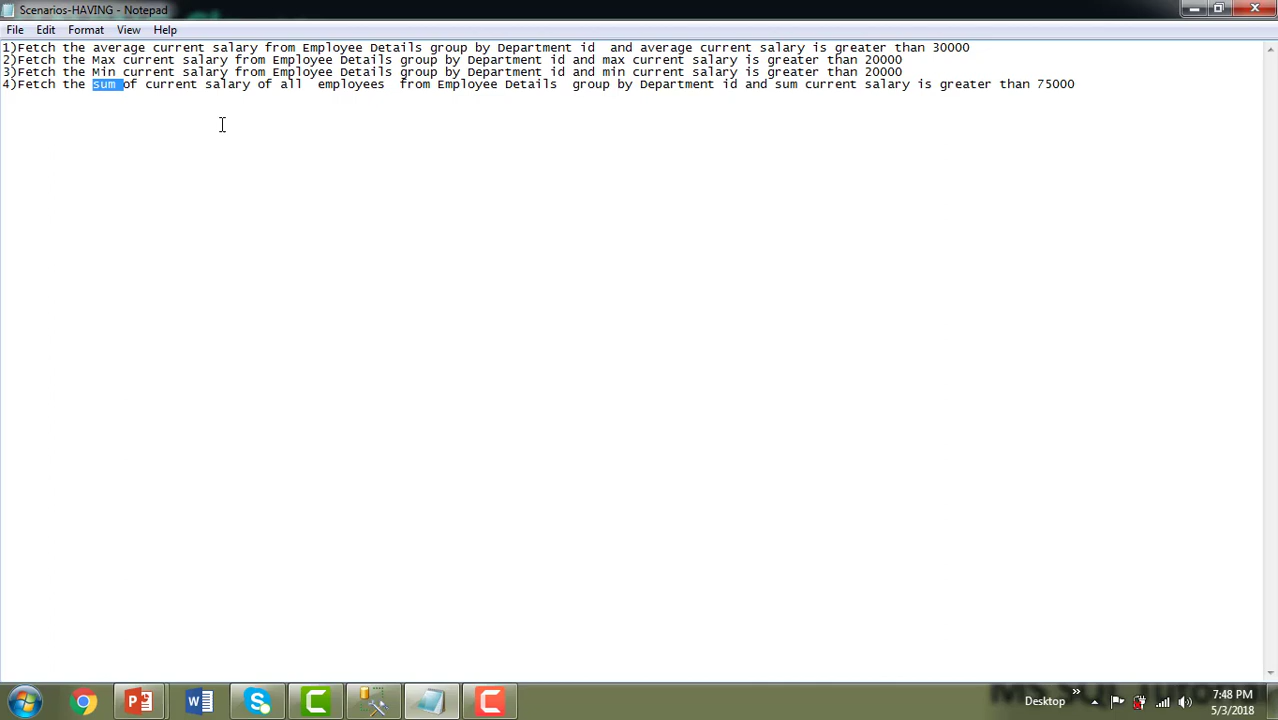 Scenarios-HAVING - Notepad
File Edit Format View Help
1)Fetch the average current salary from Employee Details group by Department id  and average current salary is greater than 30000
2)Fetch the Max current salary from Employee Details group by Department id and max current salary is greater than 20000
3)Fetch the Min current salary from Employee Details group by Department id and min current salary is greater than 20000
4)Fetch the sum of current salary of all  employees  from Employee Details  group by Department id and sum current salary is greater than 75000
Desktop
7:48 PM
5/3/2018